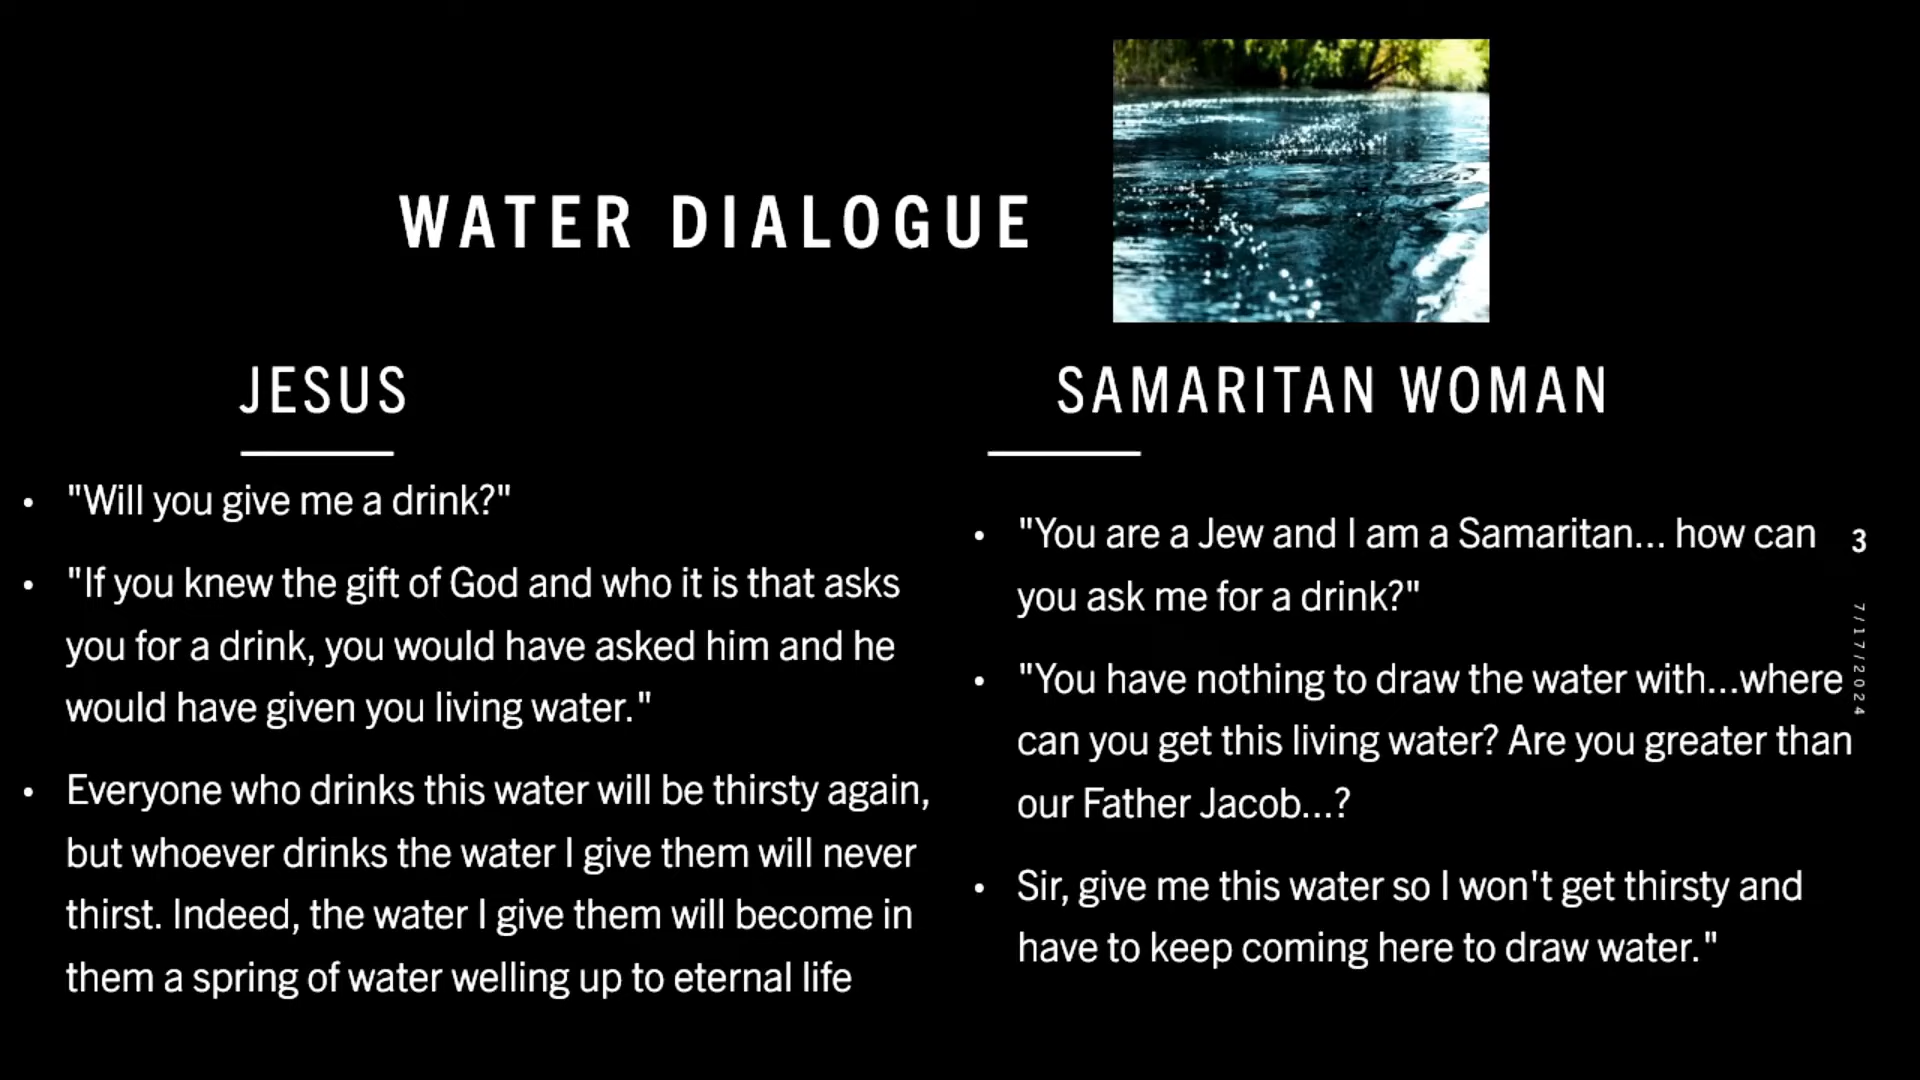 WATER DIALOGUE
JESUS
• "Will you give me a drink?"
• "If you knew the gift of God and who it is that asks
you for a drink, you would have asked him and he
would have given you living water."
• Everyone who drinks this water will be thirsty again,
but whoever drinks the water I give them will never
thirst. Indeed, the water I give them will become in
them a spring of water welling up to eternal life
SAMARITAN WOMAN
• "You are a Jew and I am a Samaritan... how can
you ask me for a drink?"
• "You have nothing to draw the water with...where
can you get this living water? Are you greater than
our Father Jacob...?
• Sir, give me this water so I won't get thirsty and
have to keep coming here to draw water."
3
7/17/2024